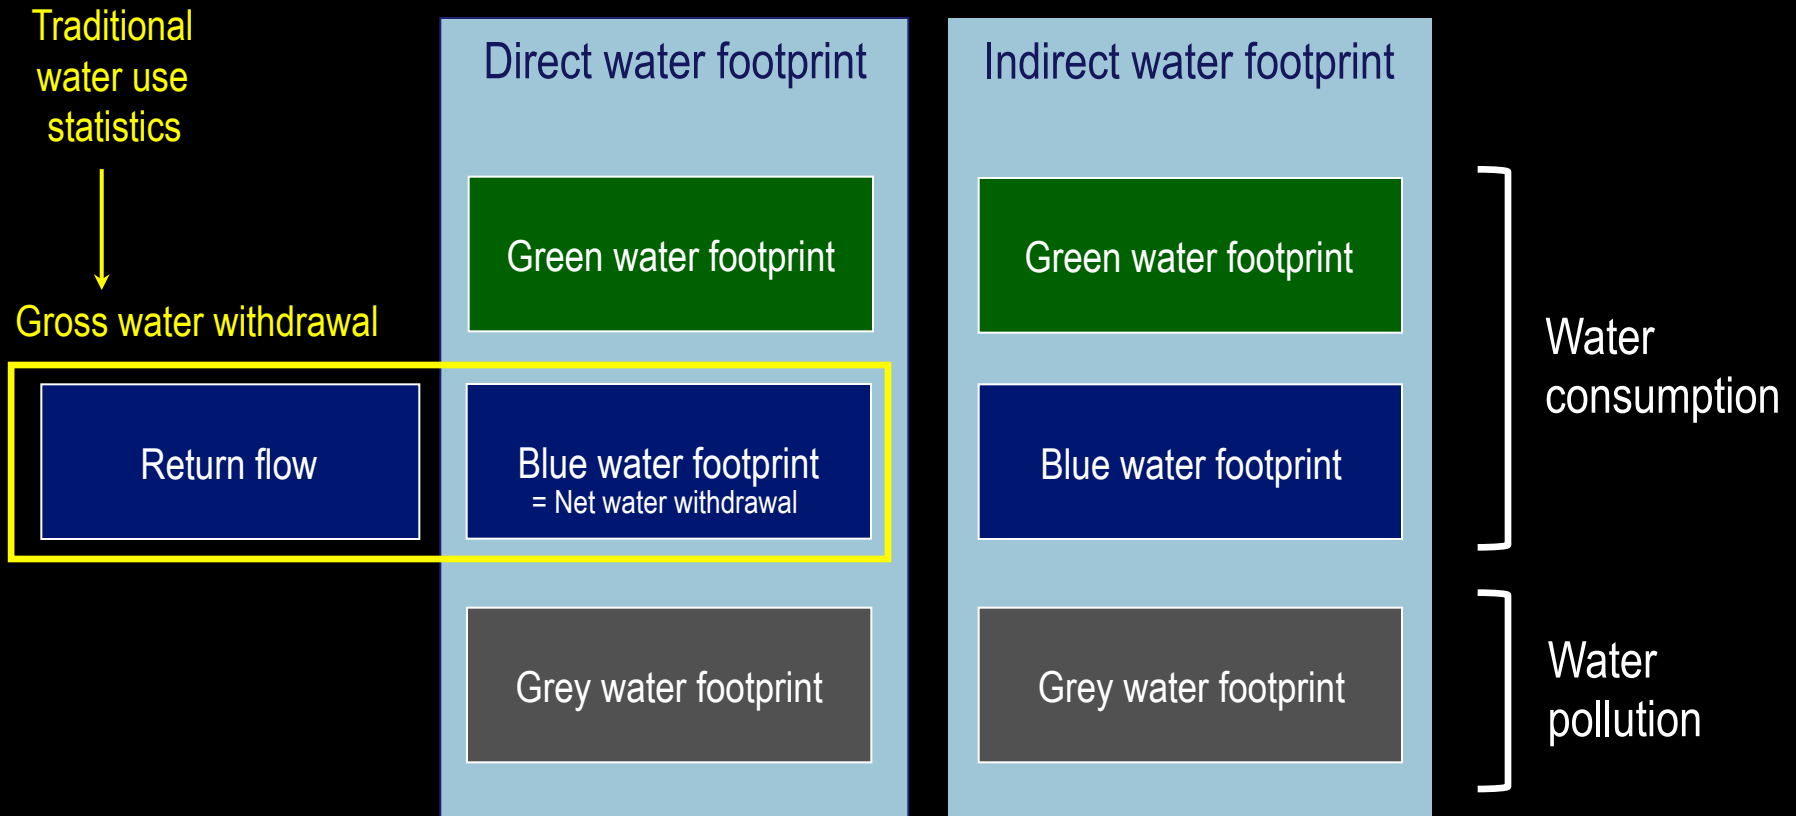 Traditional
water use
statistics
Gross water withdrawal
Direct water footprint
Indirect water footprint
Green water footprint
Green water footprint
Return flow
Blue water footprint
= Net water withdrawal
Blue water footprint
Grey water footprint
Grey water footprint
Water
consumption
Water
pollution